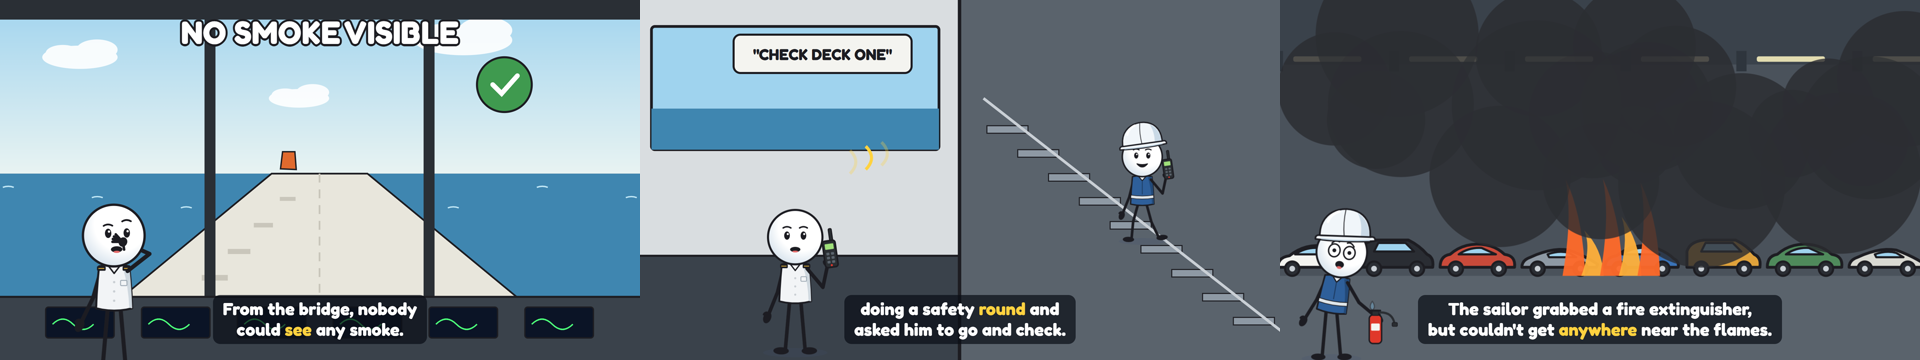 NO SMOKE VISIBLE
From the bridge, nobody
could see any smoke.
"CHECK DECK ONE"
doing a safety round and
asked him to go and check.
The sailor grabbed a fire extinguisher,
but couldn't get anywhere near the flames.